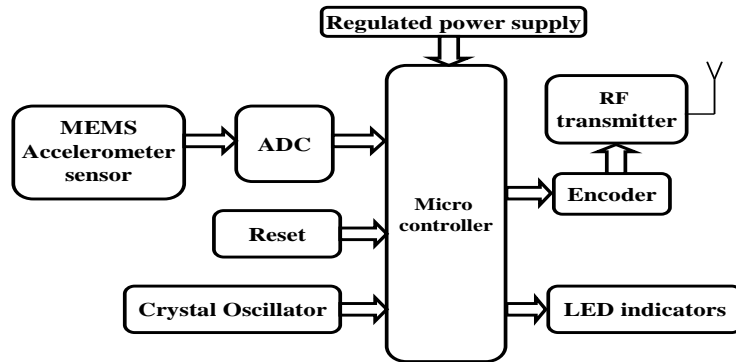 Regulated power supply
MEMS
Accelerometer
sensor
ADC
RF
transmitter
Micro
controller
Encoder
Reset
Crystal Oscillator
LED indicators